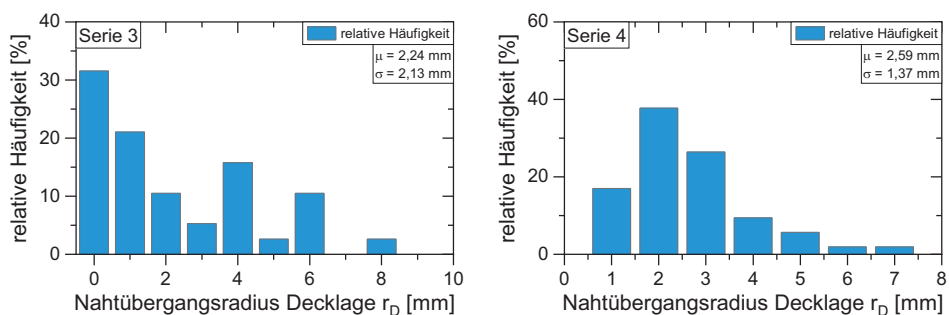 Serie 3
relative Häufigkeit
μ = 2,24 mm
σ = 2,13 mm
relative Häufigkeit [%]
40
30
20
10
0
0 2 4 6 8 10
Nahtübergangsradius Decklage r_D [mm]
Serie 4
relative Häufigkeit
μ = 2,59 mm
σ = 1,37 mm
relative Häufigkeit [%]
60
40
20
0
0 1 2 3 4 5 6 7 8
Nahtübergangsradius Decklage r_D [mm]